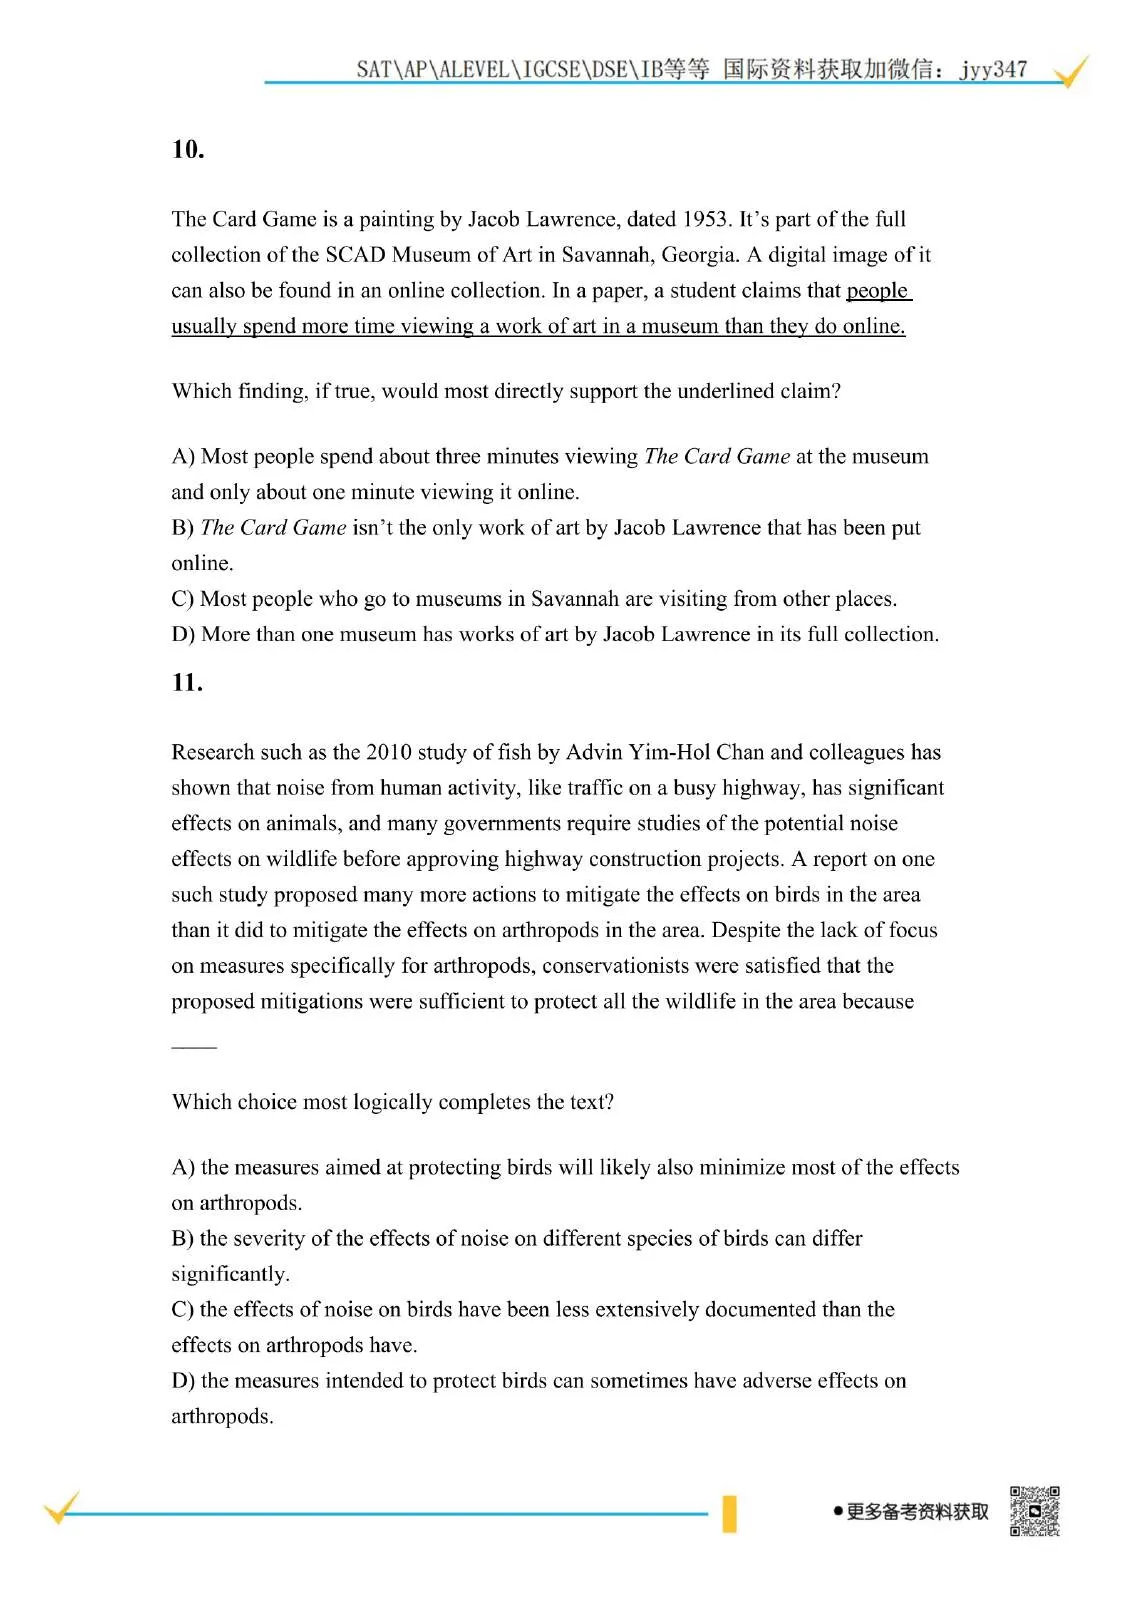 SAT\AP\ALEVEL\IGCSE\DSE\IB等等 国际资料获取加微信：jyy347
10.
The Card Game is a painting by Jacob Lawrence, dated 1953. It’s part of the full
collection of the SCAD Museum of Art in Savannah, Georgia. A digital image of it
can also be found in an online collection. In a paper, a student claims that people
usually spend more time viewing a work of art in a museum than they do online.
Which finding, if true, would most directly support the underlined claim?
A) Most people spend about three minutes viewing The Card Game at the museum
and only about one minute viewing it online.
B) The Card Game isn’t the only work of art by Jacob Lawrence that has been put
online.
C) Most people who go to museums in Savannah are visiting from other places.
D) More than one museum has works of art by Jacob Lawrence in its full collection.
11.
Research such as the 2010 study of fish by Advin Yim-Hol Chan and colleagues has
shown that noise from human activity, like traffic on a busy highway, has significant
effects on animals, and many governments require studies of the potential noise
effects on wildlife before approving highway construction projects. A report on one
such study proposed many more actions to mitigate the effects on birds in the area
than it did to mitigate the effects on arthropods in the area. Despite the lack of focus
on measures specifically for arthropods, conservationists were satisfied that the
proposed mitigations were sufficient to protect all the wildlife in the area because
____
Which choice most logically completes the text?
A) the measures aimed at protecting birds will likely also minimize most of the effects
on arthropods.
B) the severity of the effects of noise on different species of birds can differ
significantly.
C) the effects of noise on birds have been less extensively documented than the
effects on arthropods have.
D) the measures intended to protect birds can sometimes have adverse effects on
arthropods.
●更多备考资料获取